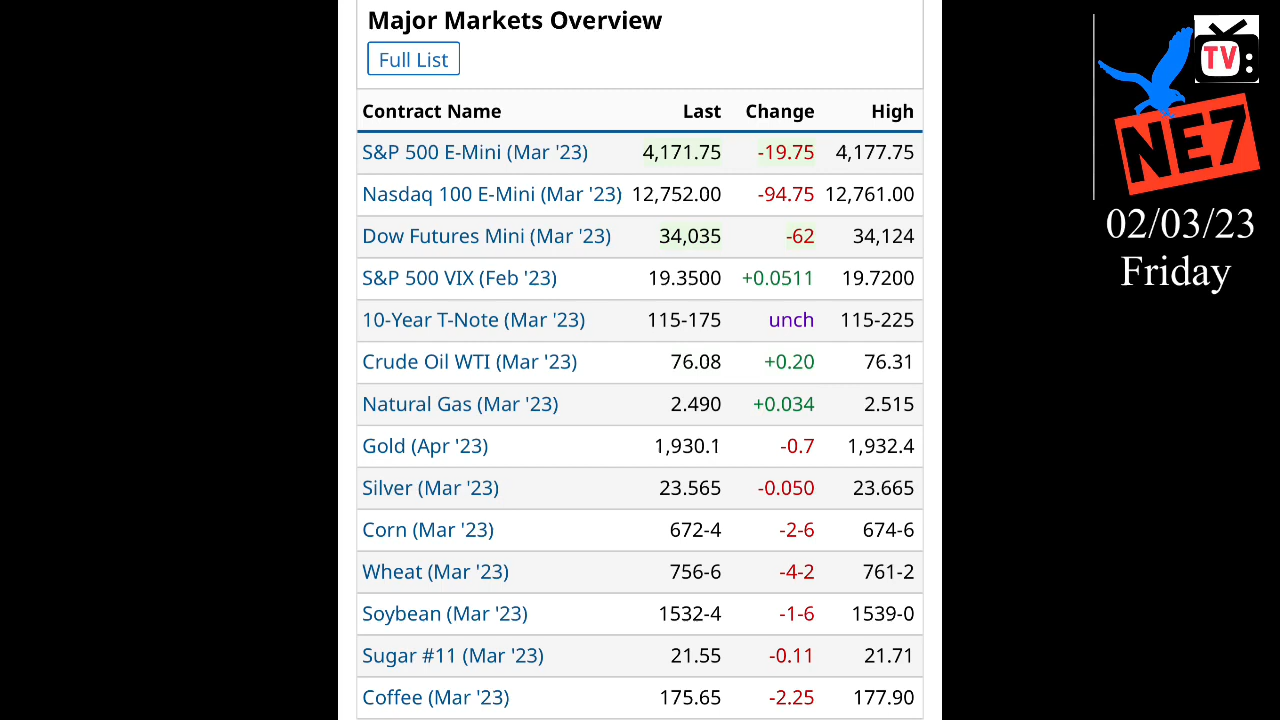 Major Markets Overview
Full List
Contract Name Last Change High
S&P 500 E-Mini (Mar '23) 4,171.75 -19.75 4,177.75
Nasdaq 100 E-Mini (Mar '23) 12,752.00 -94.75 12,761.00
Dow Futures Mini (Mar '23) 34,035 -62 34,124
S&P 500 VIX (Feb '23) 19.3500 +0.0511 19.7200
10-Year T-Note (Mar '23) 115-175 unch 115-225
Crude Oil WTI (Mar '23) 76.08 +0.20 76.31
Natural Gas (Mar '23) 2.490 +0.034 2.515
Gold (Apr '23) 1,930.1 -0.7 1,932.4
Silver (Mar '23) 23.565 -0.050 23.665
Corn (Mar '23) 672-4 -2-6 674-6
Wheat (Mar '23) 756-6 -4-2 761-2
Soybean (Mar '23) 1532-4 -1-6 1539-0
Sugar #11 (Mar '23) 21.55 -0.11 21.71
Coffee (Mar '23) 175.65 -2.25 177.90
TV
NE7
02/03/23
Friday